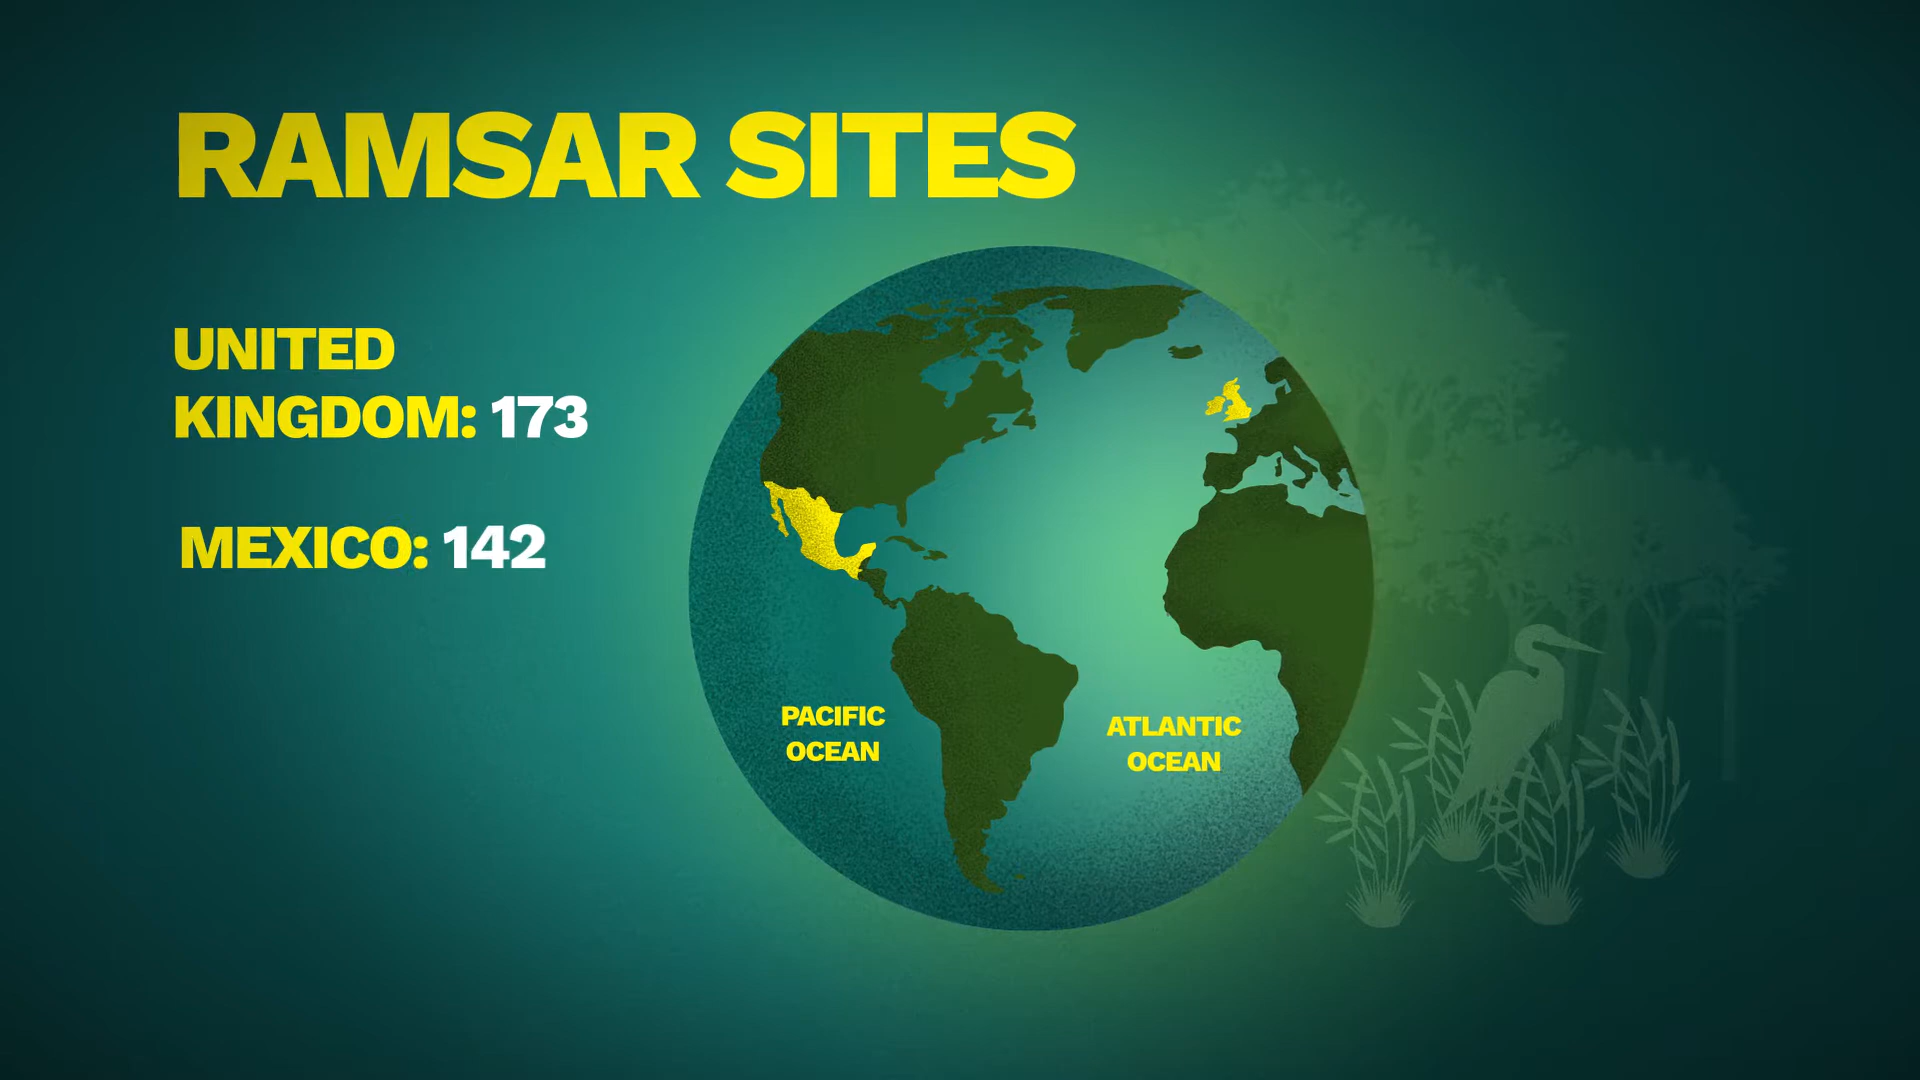 RAMSAR SITES
UNITED
KINGDOM: 173
MEXICO: 142
PACIFIC
OCEAN
ATLANTIC
OCEAN